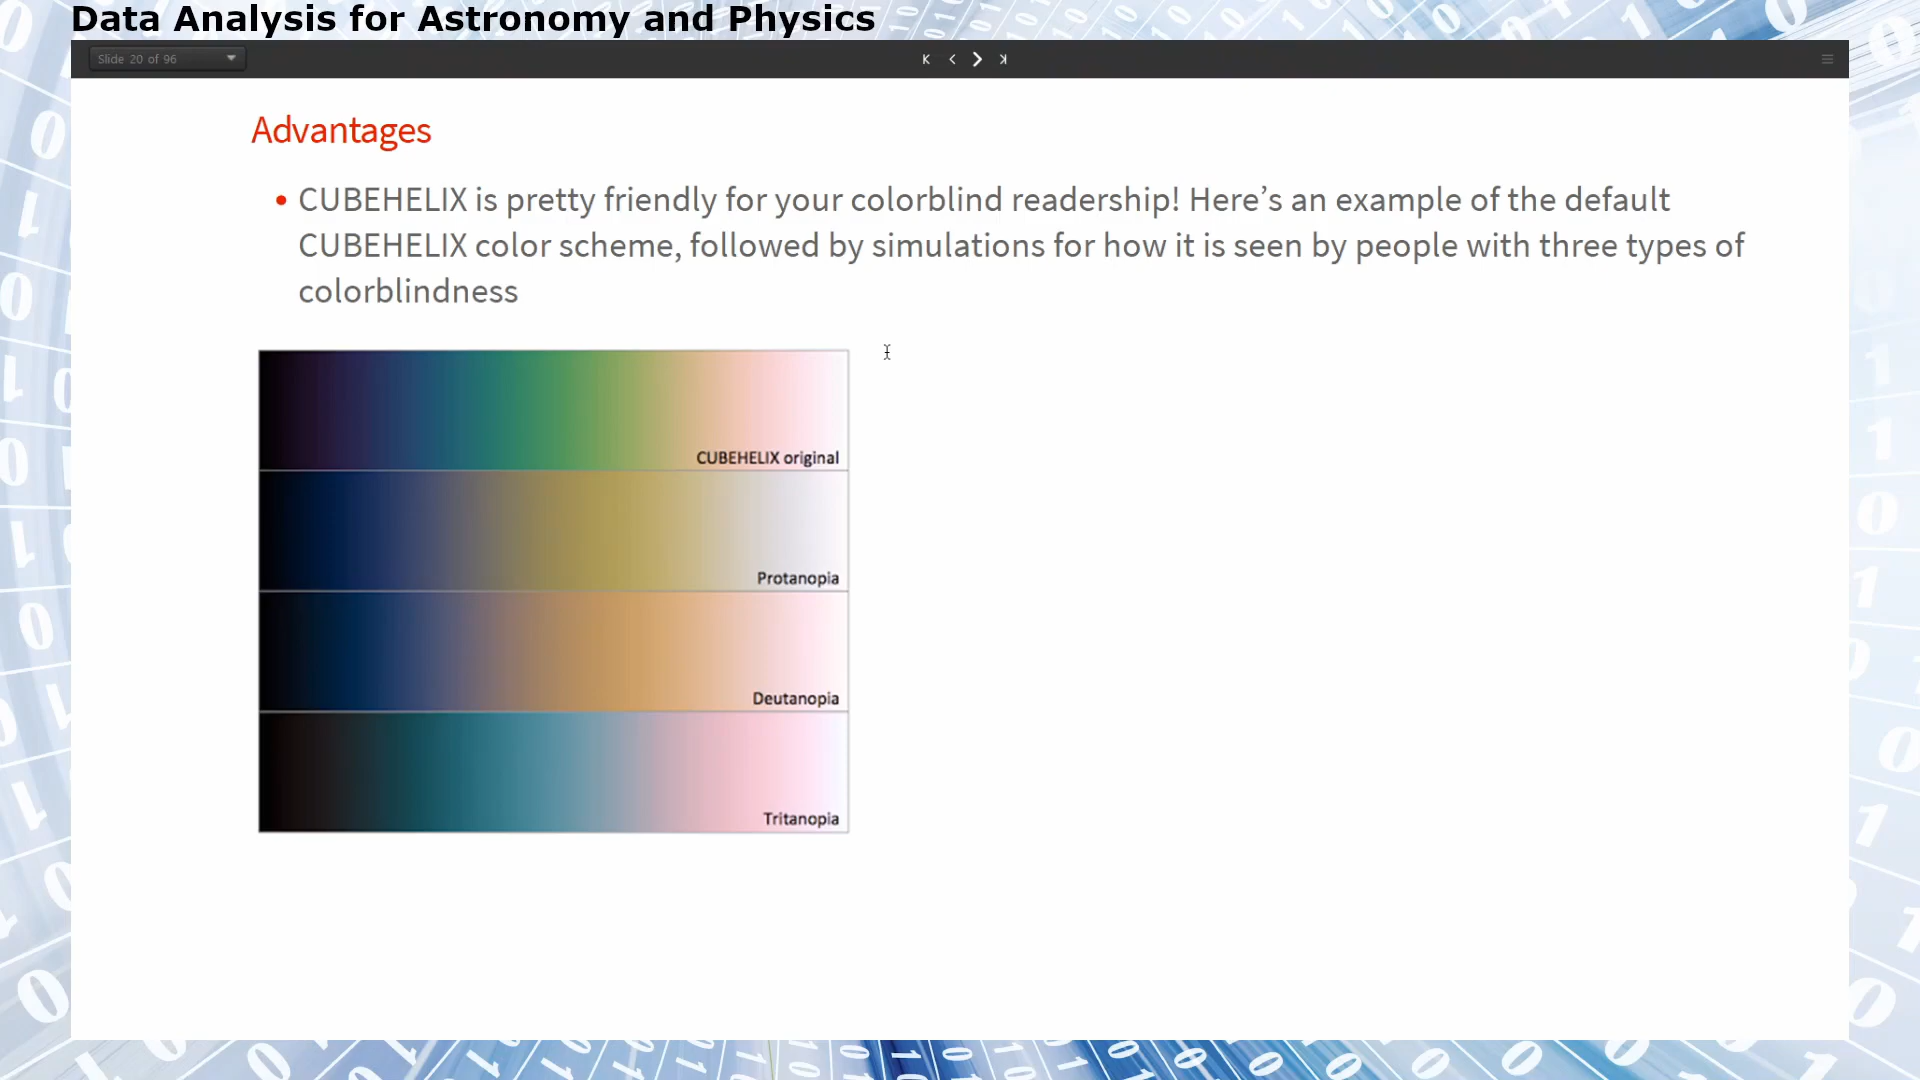 Data Analysis for Astronomy and Physics
Slide 20 of 96
Advantages
• CUBEHELIX is pretty friendly for your colorblind readership! Here’s an example of the default
CUBEHELIX color scheme, followed by simulations for how it is seen by people with three types of
colorblindness
CUBEHELIX original
Protanopia
Deutanopia
Tritanopia